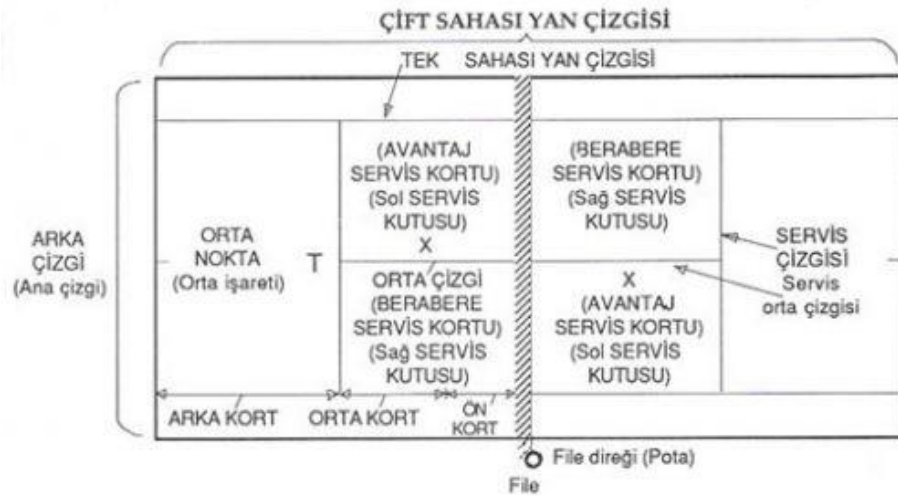 ÇİFT SAHASI YAN ÇİZGİSİ
TEK SAHASI YAN ÇİZGİSİ
ARKA
ÇİZGİ
(Ana çizgi)
ORTA
NOKTA
(Orta işareti)
T
(AVANTAJ
SERVİS KORTU)
(Sol SERVİS
KUTUSU)
X
ORTA ÇİZGİ
(BERABERE
SERVİS KORTU)
(Sağ SERVİS
KUTUSU)
(BERABERE
SERVİS KORTU)
(Sağ SERVİS
KUTUSU)
X
(AVANTAJ
SERVİS KORTU)
(Sol SERVİS
KUTUSU)
SERVİS
ÇİZGİSİ
Servis
orta çizgisi
ARKA KORT
ORTA KORT
ÖN
KORT
File direği (Pota)
File